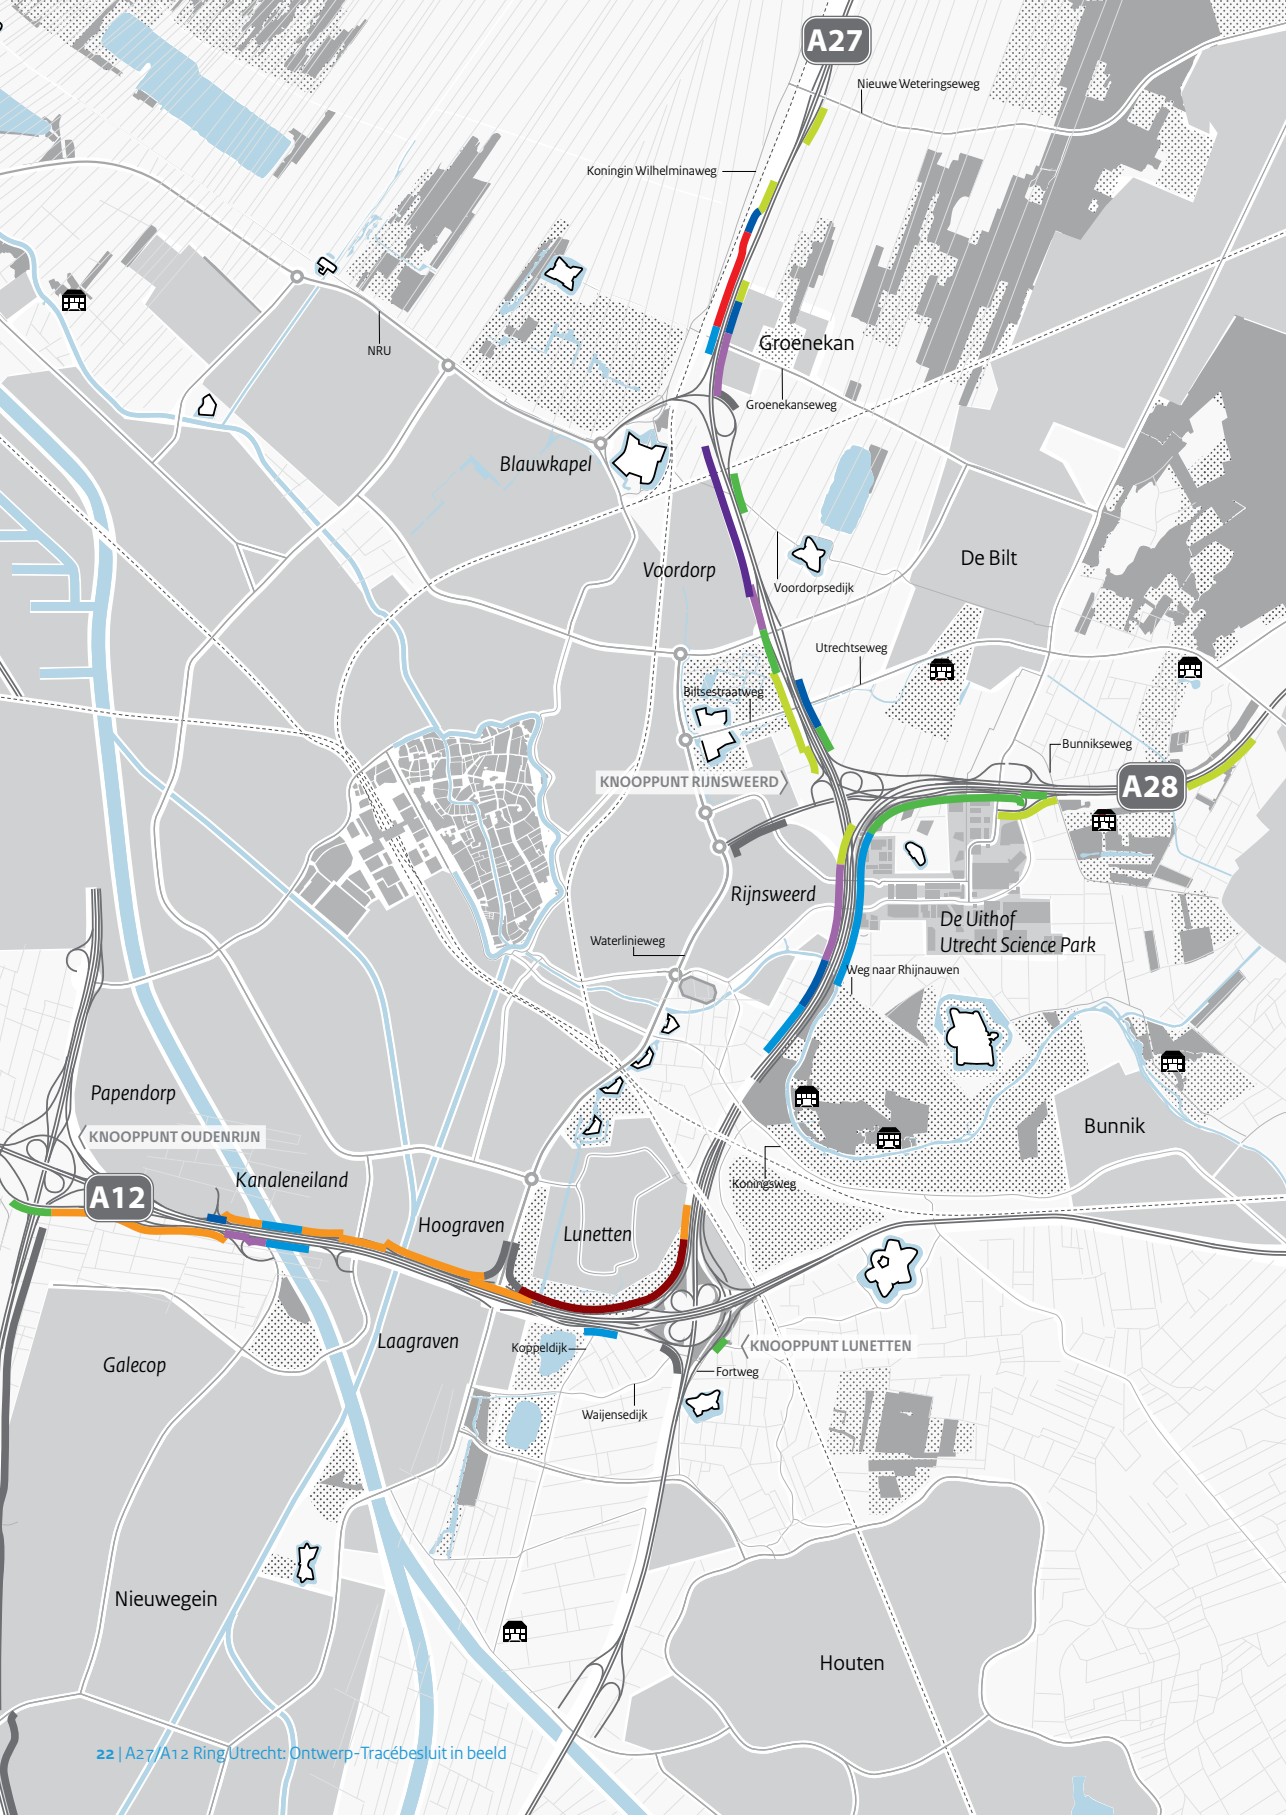 A27
Nieuwe Weteringseweg
Koningin Wilhelminaweg
NRU
Groenekan
Groenekanseweg
Blauwkapel
De Bilt
Voordorp
Voordorpsedijk
Utrechtseweg
Biltsestraatweg
Bunnikseweg
KNOOPPUNT RIJNSWEERD
A28
Rijnsweerd
De Uithof
Utrecht Science Park
Waterlinieweg
Weg naar Rhijnauwen
Papendorp
KNOOPPUNT OUDENRIJN
Bunnik
Kanaleneiland
A12
Koningsweg
Hoograven
Lunetten
Laagraven
Koppeldijk
KNOOPPUNT LUNETTEN
Galecop
Fortweg
Waijensedijk
Nieuwegein
Houten
22 | A27/A12 Ring Utrecht: Ontwerp-Tracébesluit in beeld